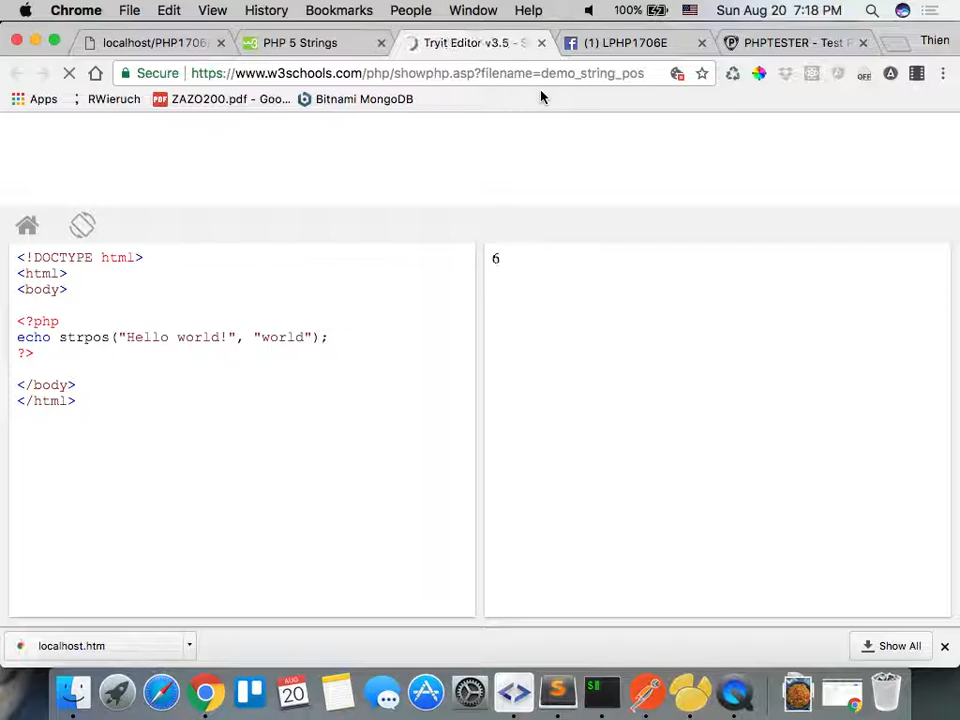 Chrome File Edit View History Bookmarks People Window Help 100% Sun Aug 20 7:18 PM
localhost/PHP1706 PHP 5 Strings Tryit Editor v3.5 - S (1) LPHP1706E PHPTESTER - Test F Thien
Secure https://www.w3schools.com/php/showphp.asp?filename=demo_string_pos OFF
Apps RWieruch PDF ZAZO200.pdf - Goo... Bitnami MongoDB
<!DOCTYPE html>
<html>
<body>
<?php
echo strpos("Hello world!", "world");
?>
</body>
</html>
6
localhost.htm Show All
AUG
20